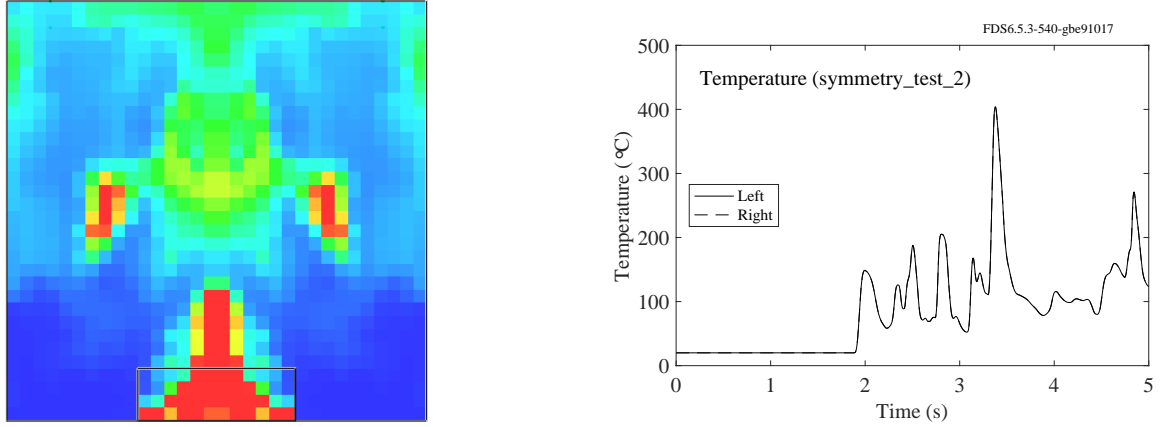 FDS6.5.3-540-gbe91017
Temperature (symmetry_test_2)
Temperature (°C)
500
400
300
200
100
0
Left
Right
0 1 2 3 4 5
Time (s)